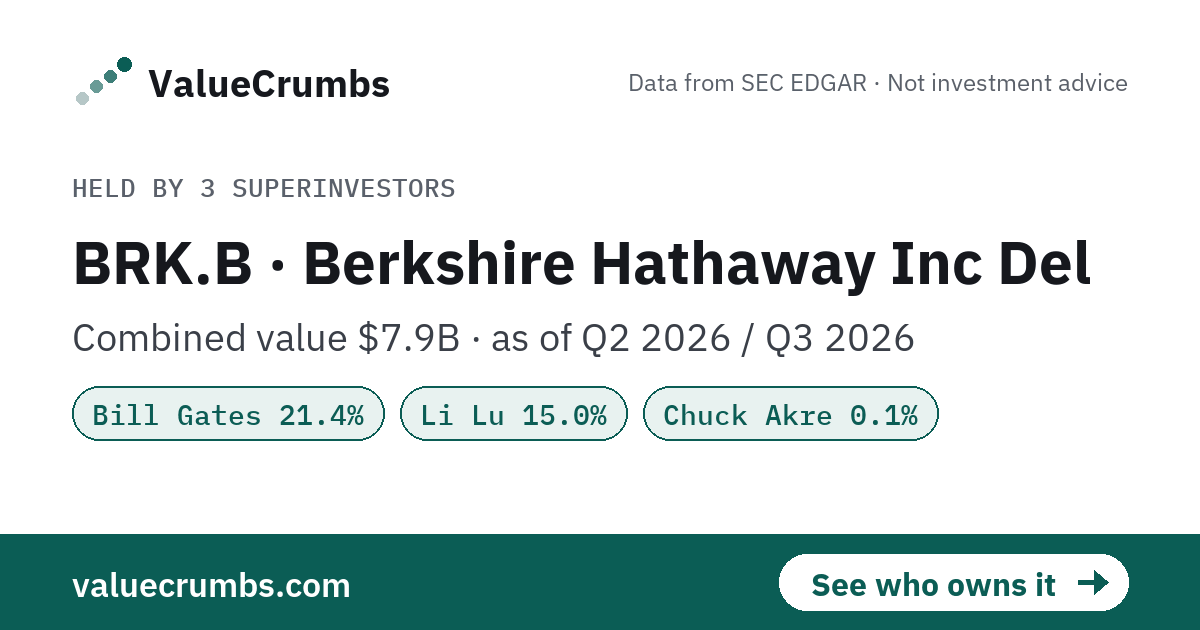 ValueCrumbs
Data from SEC EDGAR · Not investment advice
HELD BY 3 SUPERINVESTORS
BRK.B · Berkshire Hathaway Inc Del
Combined value $7.9B · as of Q2 2026 / Q3 2026
Bill Gates 21.4%
Li Lu 15.0%
Chuck Akre 0.1%
valuecrumbs.com
See who owns it →